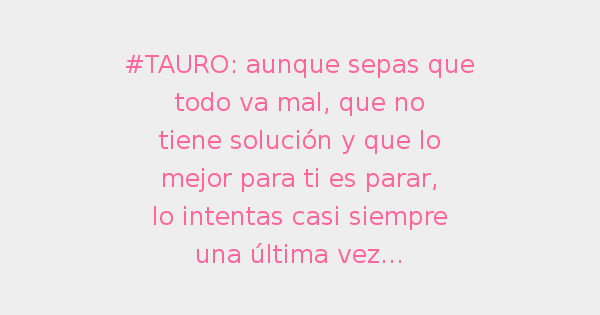 #TAURO: aunque sepas que
todo va mal, que no
tiene solución y que lo
mejor para ti es parar,
lo intentas casi siempre
una última vez...